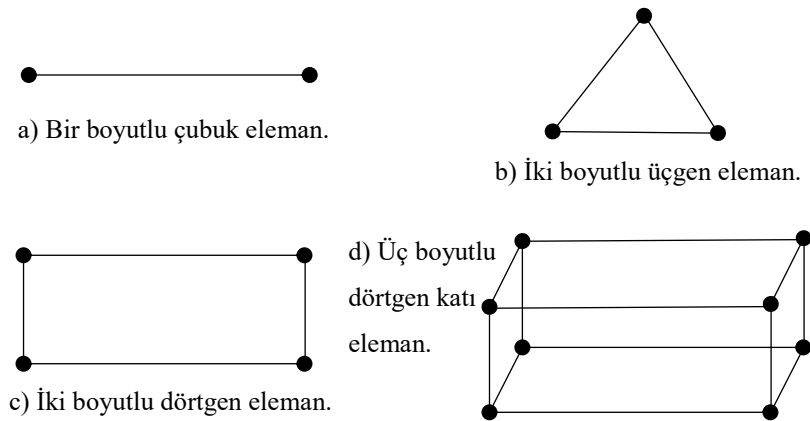 a) Bir boyutlu çubuk eleman.
b) İki boyutlu üçgen eleman.
c) İki boyutlu dörtgen eleman.
d) Üç boyutlu
dörtgen katı
eleman.